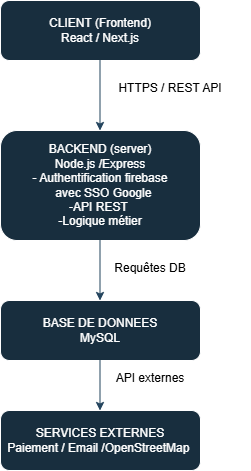 CLIENT (Frontend)
React / Next.js
HTTPS / REST API
BACKEND (server)
Node.js /Express
- Authentification firebase
avec SSO Google
-API REST
-Logique métier
Requêtes DB
BASE DE DONNEES
MySQL
API externes
SERVICES EXTERNES
Paiement / Email /OpenStreetMap